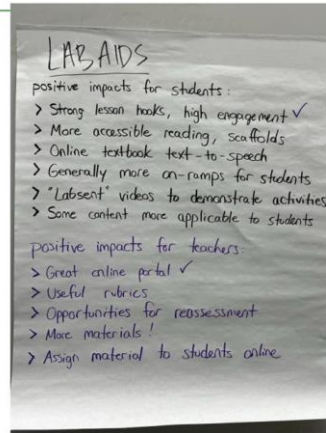 LAB AIDS
positive impacts for students:
> Strong lesson hooks, high engagement ✓
> More accessible reading, scaffolds
> Online textbook text-to-speech
> Generally more on-ramps for students
> "Labsent" videos to demonstrate activities
> Some content more applicable to students
positive impacts for teachers:
> Great online portal ✓
> Useful rubrics
> Opportunities for reassessment
> More materials!
> Assign material to students online